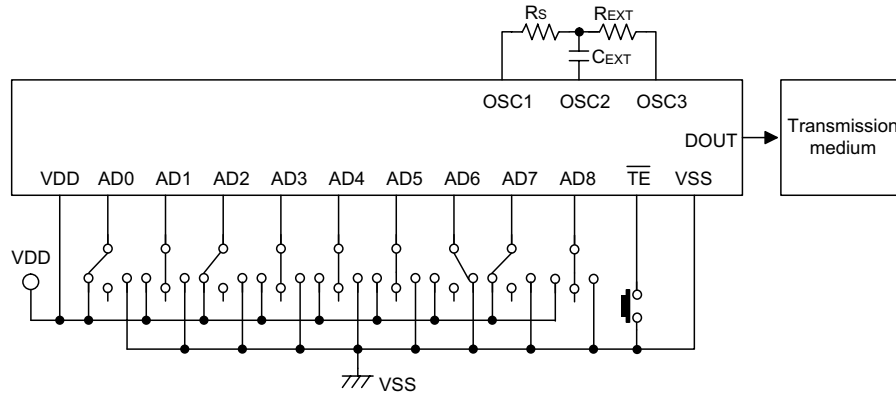 RS REXT
CEXT
OSC1 OSC2 OSC3
DOUT
Transmission
medium
VDD AD0 AD1 AD2 AD3 AD4 AD5 AD6 AD7 AD8 TE VSS
VDD
VSS